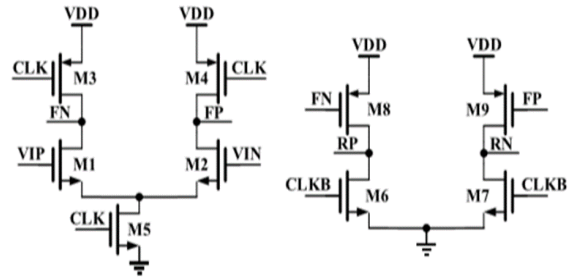 VDD VDD
CLK M3 M4 CLK
FN FP
VIP M1 M2 VIN
CLK M5
VDD VDD
FN M8 M9 FP
RP RN
CLKB M6 M7 CLKB